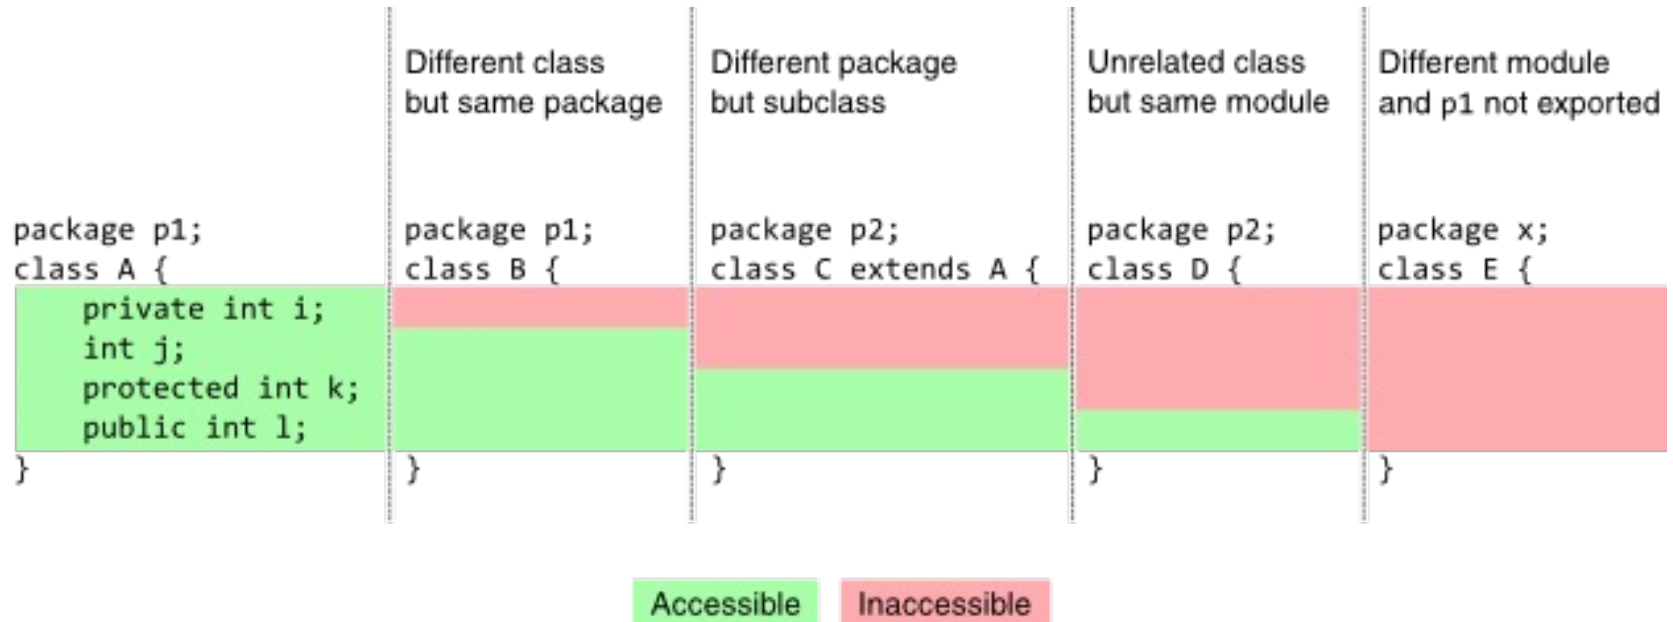 Different class
but same package
Different package
but subclass
Unrelated class
but same module
Different module
and p1 not exported
package p1;
class A {
private int i;
int j;
protected int k;
public int l;
}
package p1;
class B {
}
package p2;
class C extends A {
}
package p2;
class D {
}
package x;
class E {
}
Accessible
Inaccessible